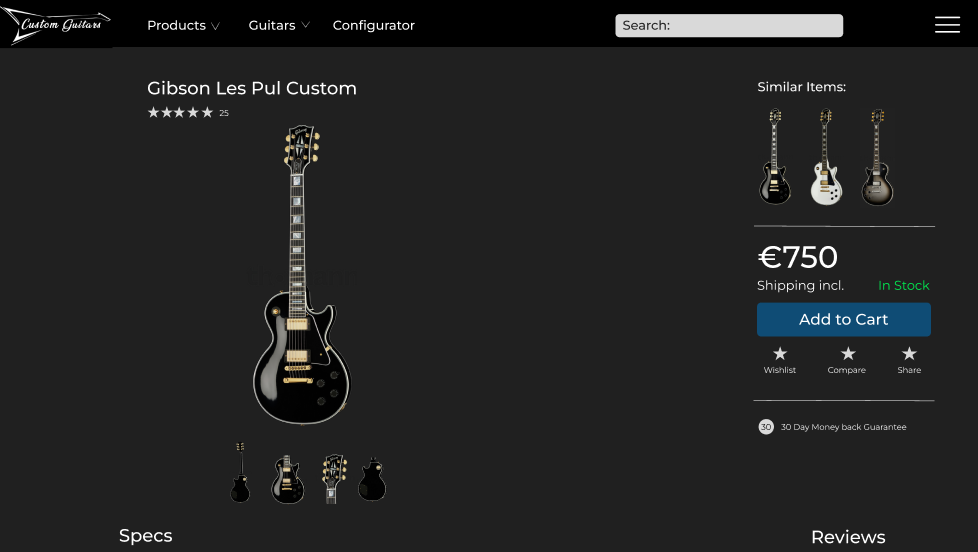 Custom Guitars
Products
Guitars
Configurator
Search:
Gibson Les Pul Custom
25
Similar Items:
€750
Shipping incl.
In Stock
Add to Cart
Wishlist
Compare
Share
30
30 Day Money back Guarantee
Specs
Reviews